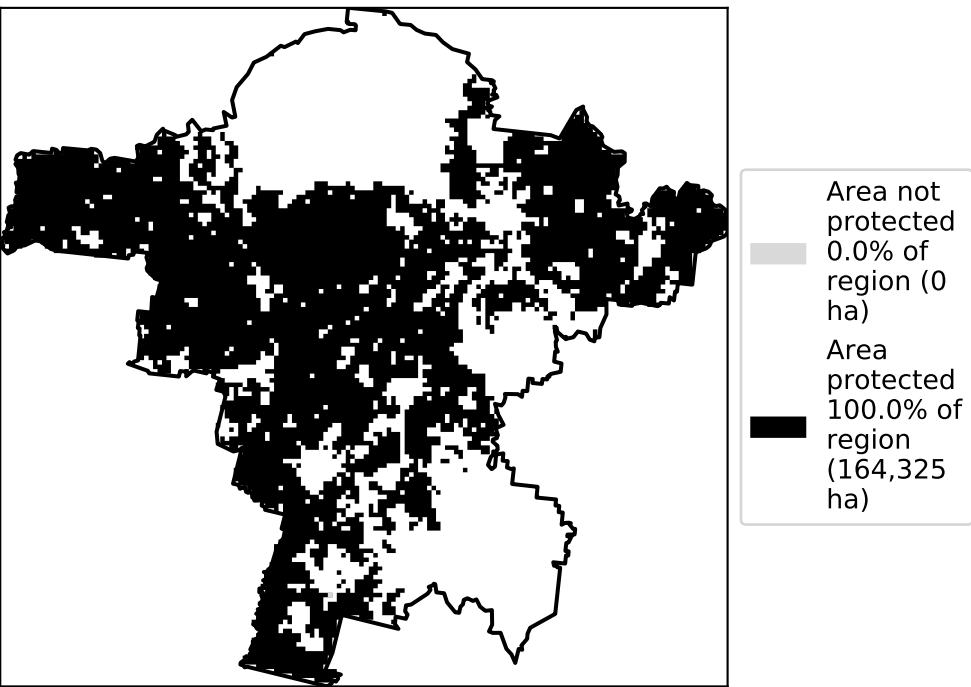 Area not
protected
0.0% of
region (0
ha)
Area
protected
100.0% of
region
(164,325
ha)